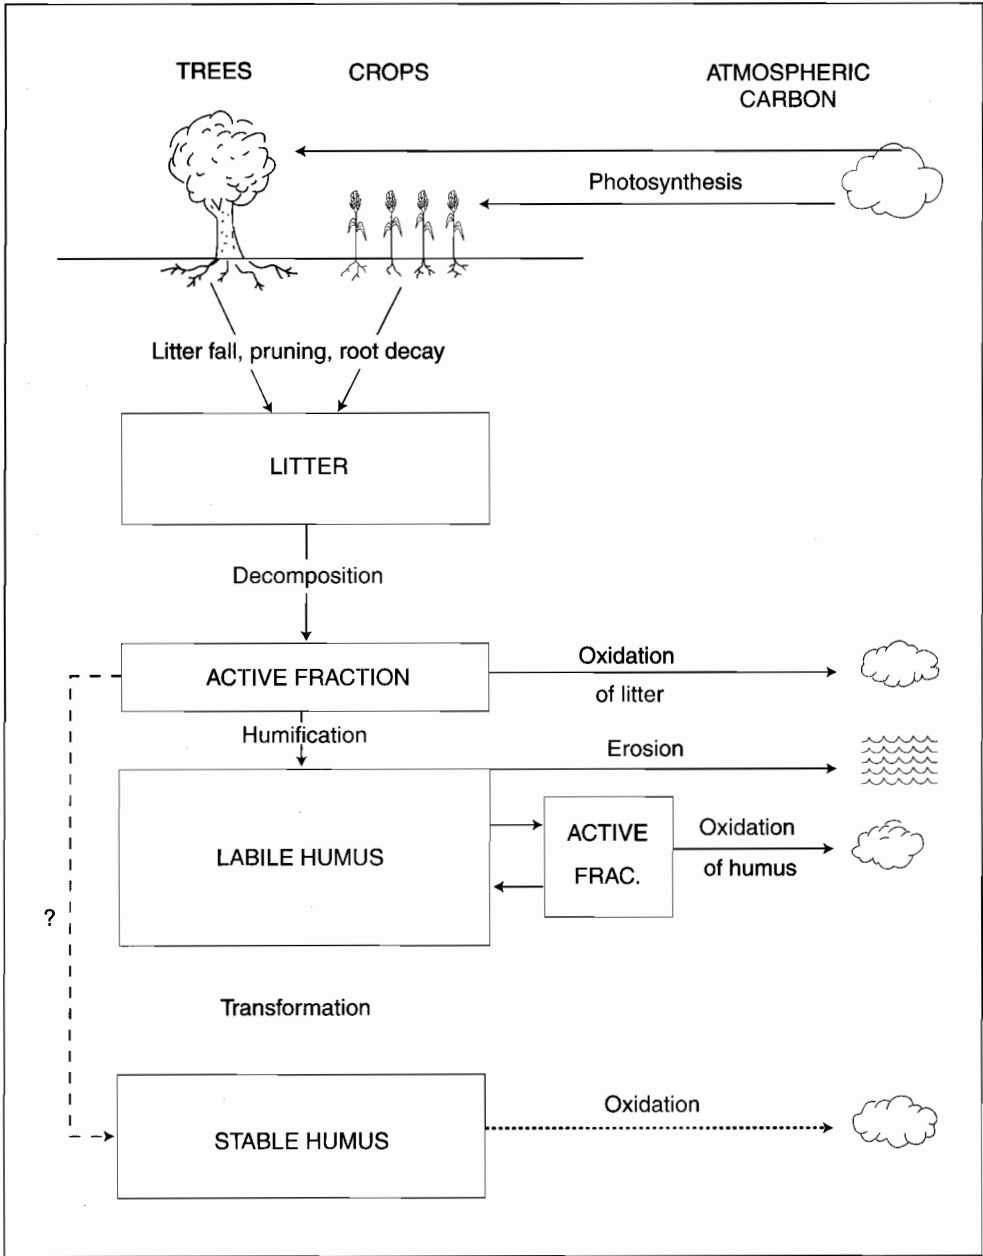 TREES
CROPS
ATMOSPHERIC
CARBON
Photosynthesis
Litter fall, pruning, root decay
LITTER
Decomposition
ACTIVE FRACTION
Oxidation
of litter
Humification
Erosion
LABILE HUMUS
ACTIVE
FRAC.
Oxidation
of humus
?
Transformation
STABLE HUMUS
Oxidation